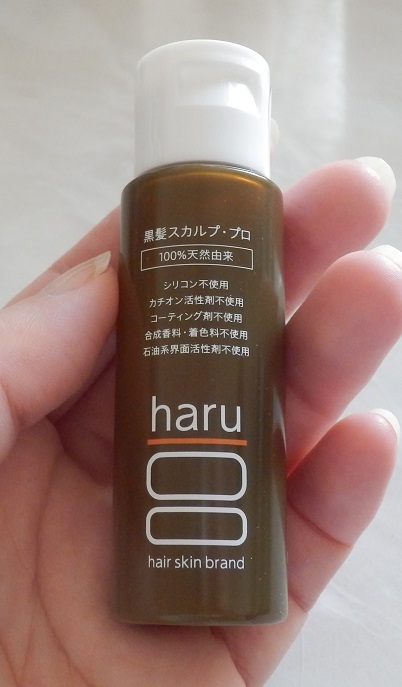 黒髪スカルプ・プロ
100%天然由来
シリコン不使用
カチオン活性剤不使用
コーティング剤不使用
合成香料・着色料不使用
石油系界面活性剤不使用
haru
hair skin brand